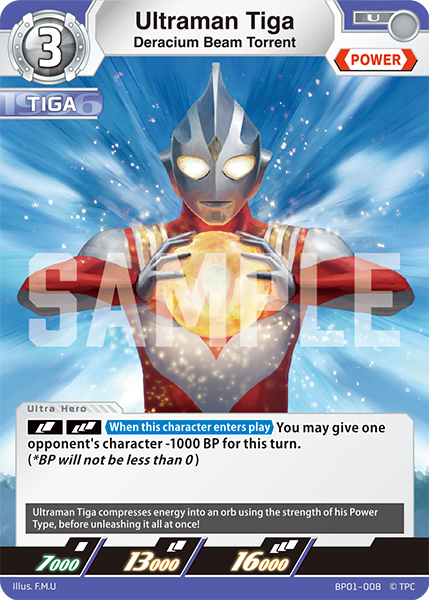 Ultraman Tiga
Deracium Beam Torrent
3
U
POWER
1996
TIGA
SAMPLE
Ultra Hero
When this character enters play You may give one
opponent's character -1000 BP for this turn.
(*BP will not be less than 0)
Ultraman Tiga compresses energy into an orb using the strength of his Power
Type, before unleashing it all at once!
7000 13000 16000
Illus. F.M.U BP01-008 © TPC